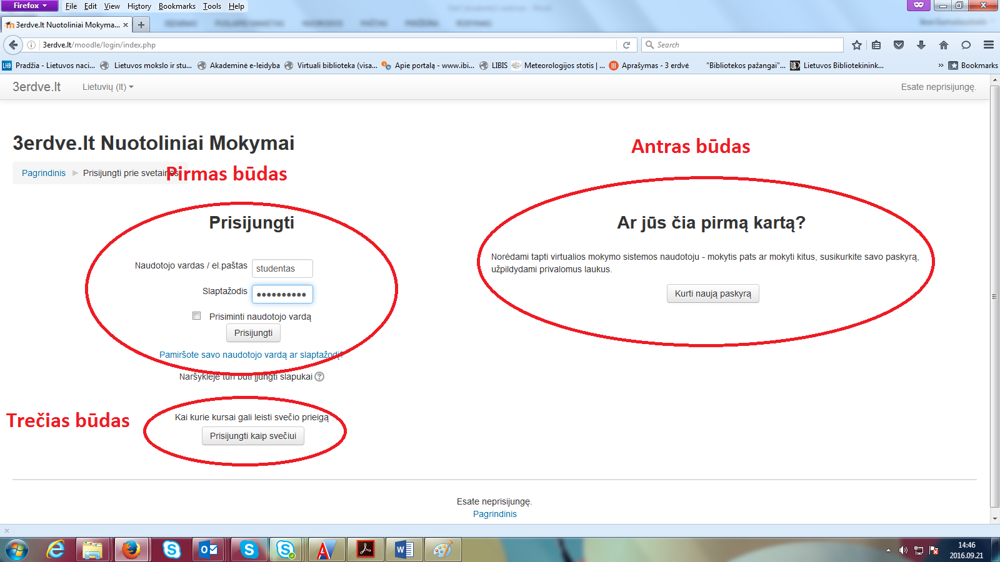 Firefox
File Edit View History Bookmarks Tools Help
3erdve.lt Nuotoliniai Mokyma...
3erdve.lt/moodle/login/index.php
Search
Pradžia - Lietuvos naci...
Lietuvos mokslo ir stu...
Akademinė e-leidyba
Virtuali biblioteka (visa...
Apie portalą - www.ibi...
LIBIS
Meteorologijos stotis | ...
Aprašymas - 3 erdvė
"Bibliotekos pažangai"...
Lietuvos Bibliotekinink...
» Bookmarks
3erdve.lt
Lietuvių (lt)
Esate neprisijungę.
3erdve.lt Nuotoliniai Mokymai
Antras būdas
Pagrindinis ► Prisijungti prie svetainės
Pirmas būdas
Prisijungti
Naudotojo vardas / el.paštas studentas
Slaptažodis
Prisiminti naudotojo vardą
Prisijungti
Pamiršote savo naudotojo vardą ar slaptažodį?
Naršyklėje turi būti įjungti slapukai
Ar jūs čia pirmą kartą?
Norėdami tapti virtualios mokymo sistemos naudotoju - mokytis pats ar mokyti kitus, susikurkite savo paskyrą,
užpildydami privalomus laukus.
Kurti naują paskyrą
Trečias būdas
Kai kurie kursai gali leisti svečio prieigą
Prisijungti kaip svečiui
Esate neprisijungę.
Pagrindinis
14:46
2016.09.21